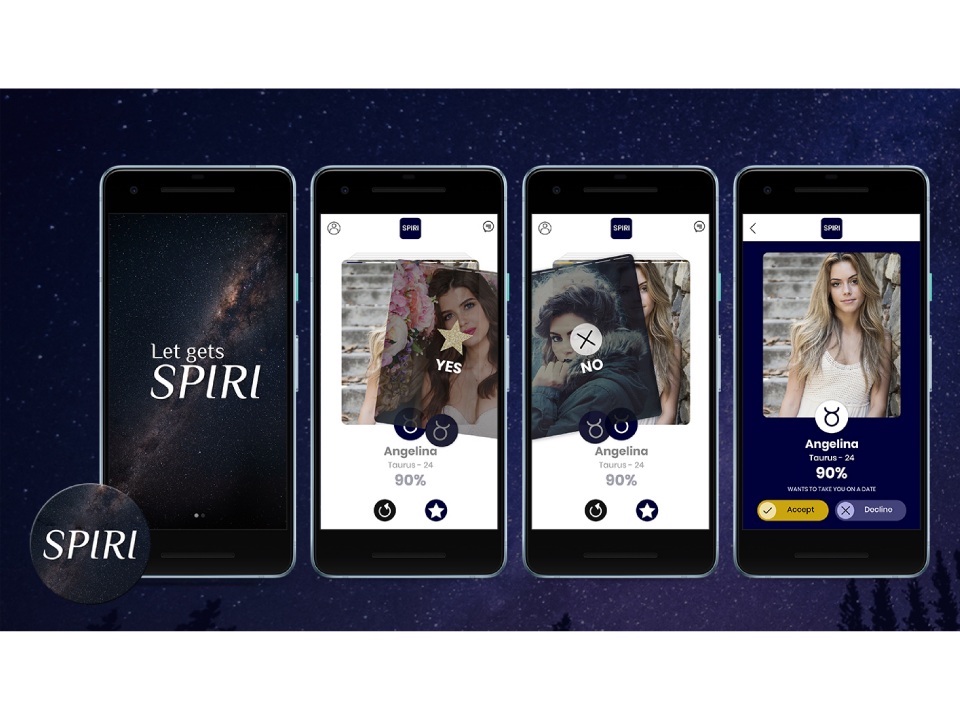 Let gets
SPIRI
SPIRI
SPIRI
YES
Angelina
Taurus - 24
90%
SPIRI
NO
Angelina
Taurus - 24
90%
SPIRI
Angelina
Taurus - 24
90%
WANTS TO TAKE YOU ON A DATE
Accept
Decline